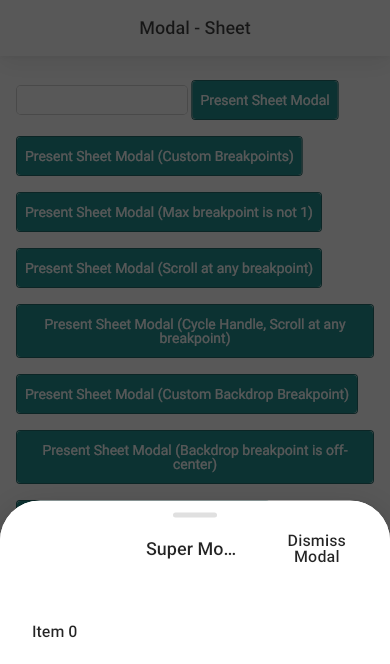 Modal - Sheet
Present Sheet Modal
Present Sheet Modal (Custom Breakpoints)
Present Sheet Modal (Max breakpoint is not 1)
Present Sheet Modal (Scroll at any breakpoint)
Present Sheet Modal (Cycle Handle, Scroll at any
breakpoint)
Present Sheet Modal (Custom Backdrop Breakpoint)
Present Sheet Modal (Backdrop breakpoint is off-
center)
Super Mo...
Dismiss
Modal
Item 0